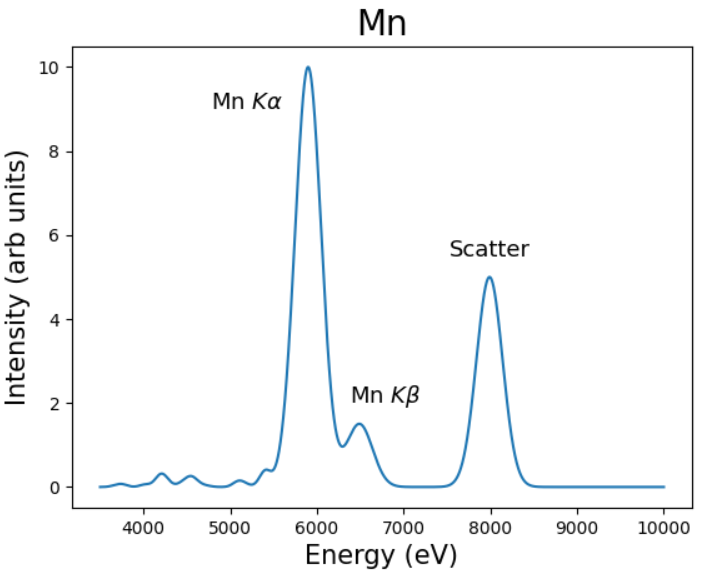 Mn
10
Mn Kα
8
6
Scatter
4
Mn Kβ
2
0
Intensity (arb units)
4000 5000 6000 7000 8000 9000 10000
Energy (eV)